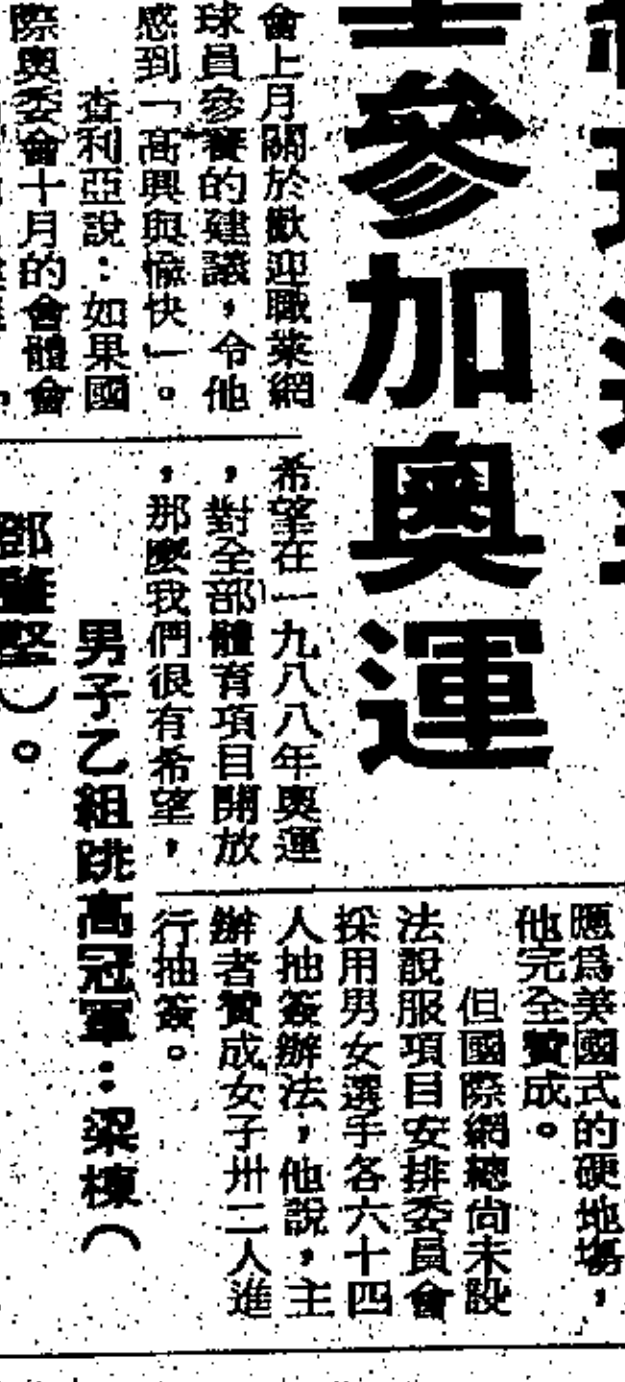 參加奧運
會上月關於歡迎職業網
球員參賽的建議，令他
感到「高興與愉快」。
查利亞說：如果國
際奧委會十月的會體會
希望在一九八八年奧運
，對全部體育項目開放
，那麼我們很有希望，
應爲美國式的硬地場，
他完全贊成。
但國際網總尚未設
法說服項目安排委員會
採用男女選手各六十四
人抽簽辦法，他說，主
辦者贊成女子卅二人進
行抽簽。
男子乙組跳高冠軍：梁棟（
鄧肇堅）。